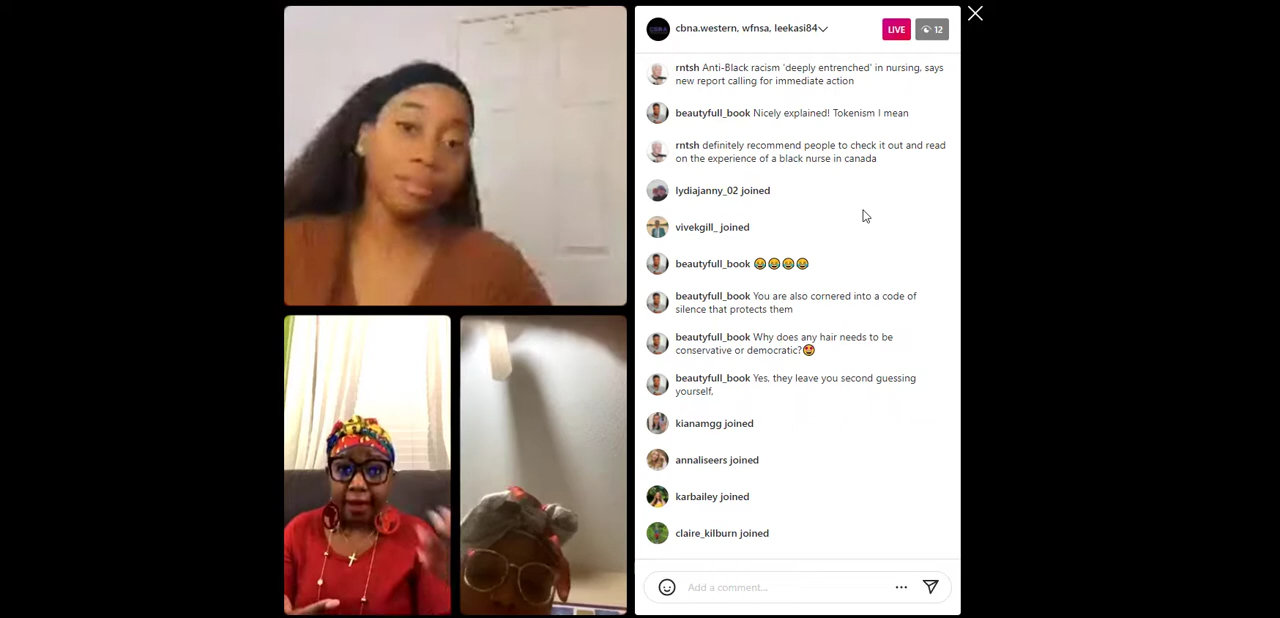 cbna.western, wfnsa, leekasi84
LIVE
12
rntsh Anti-Black racism 'deeply entrenched' in nursing, says
new report calling for immediate action
beautyfull_book Nicely explained! Tokenism I mean
rntsh definitely recommend people to check it out and read
on the experience of a black nurse in canada
lydiajanny_02 joined
vivekgill_ joined
beautyfull_book 😂😂😂😂
beautyfull_book You are also cornered into a code of
silence that protects them
beautyfull_book Why does any hair needs to be
conservative or democratic?😍
beautyfull_book Yes, they leave you second guessing
yourself,
kianamgg joined
annaliseers joined
karbailey joined
claire_kilburn joined
Add a comment...